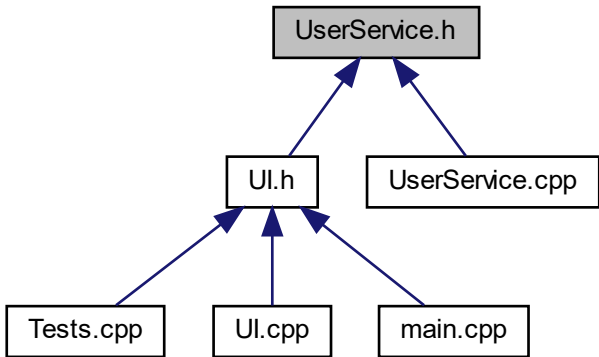 UserService.h
UI.h
UserService.cpp
Tests.cpp
UI.cpp
main.cpp